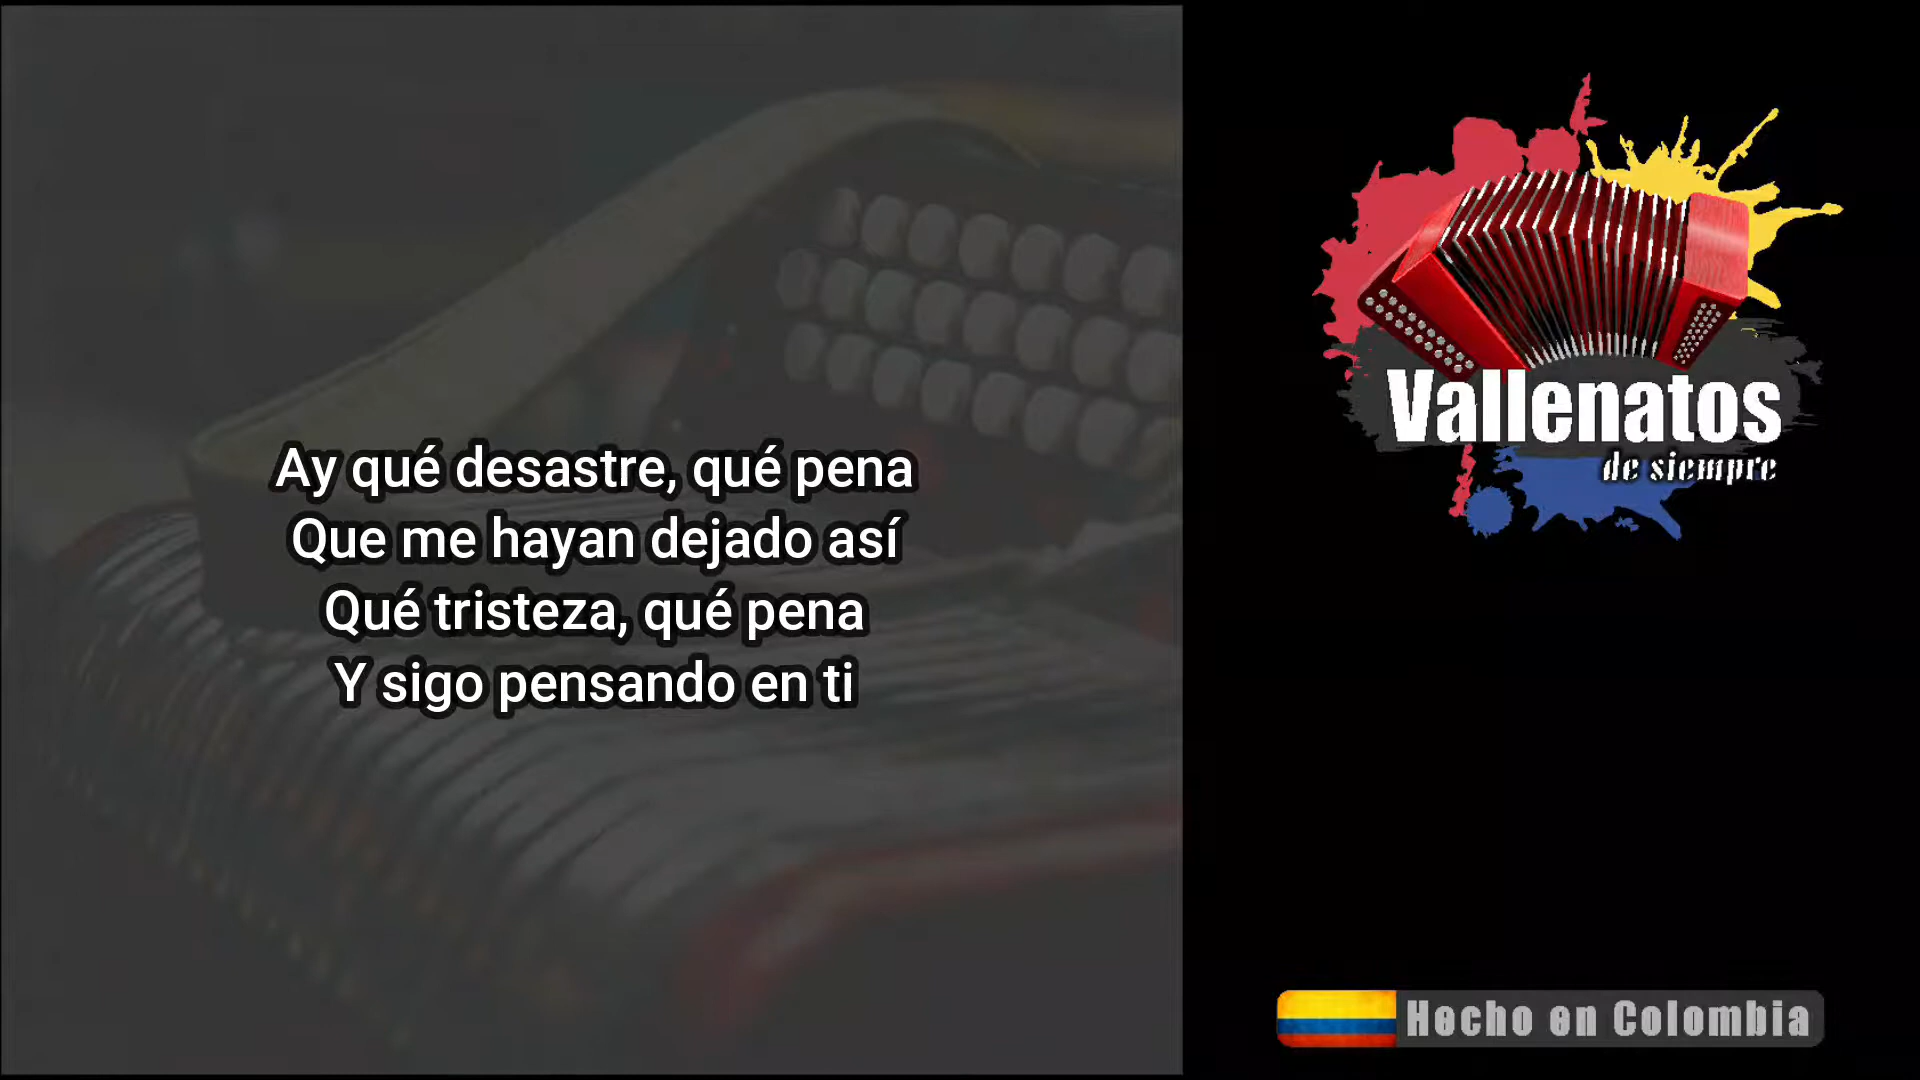 Ay qué desastre, qué pena
Que me hayan dejado así
Qué tristeza, qué pena
Y sigo pensando en ti
Vallenatos
de siempre
Hecho en Colombia